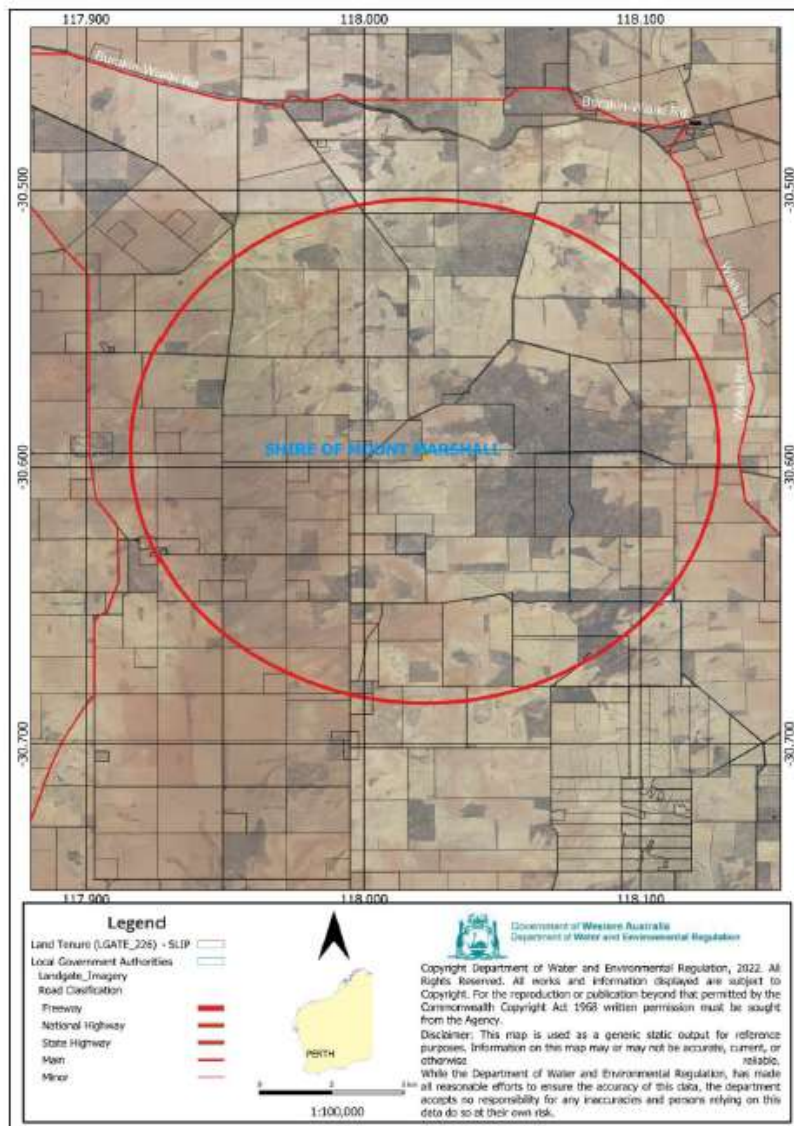 117.900 118.000 118.100
Burakin-Wialki Rd
Burakin-Wialki Rd
-30.500 -30.500
Wialki Rd
Wialki Rd
SHIRE OF MOUNT MARSHALL
-30.600 -30.600
-30.700 -30.700
117.900 118.000 118.100
Legend
Land Tenure (LGATE_226) - SLIP
Local Government Authorities
Landgate_Imagery
Road Clasification
Freeway
National Highway
State Highway
Main
Minor
PERTH
0 2
1:100,000
Government of Western Australia
Department of Water and Environmental Regulation
Copyright Department of Water and Environmental Regulation, 2022. All
Rights Reserved. All works and information displayed are subject to
Copyright. For the reproduction or publication beyond that permitted by the
Commonwealth Copyright Act 1968 written permission must be sought
from the Agency.
Disclaimer: This map is used as a generic static output for reference
purposes. Information on this map may or may not be accurate, current, or
otherwise reliable.
While the Department of Water and Environmental Regulation, has made
all reasonable efforts to ensure the accuracy of this data, the department
accepts no responsibility for any inaccuracies and persons relying on this
data do so at their own risk.